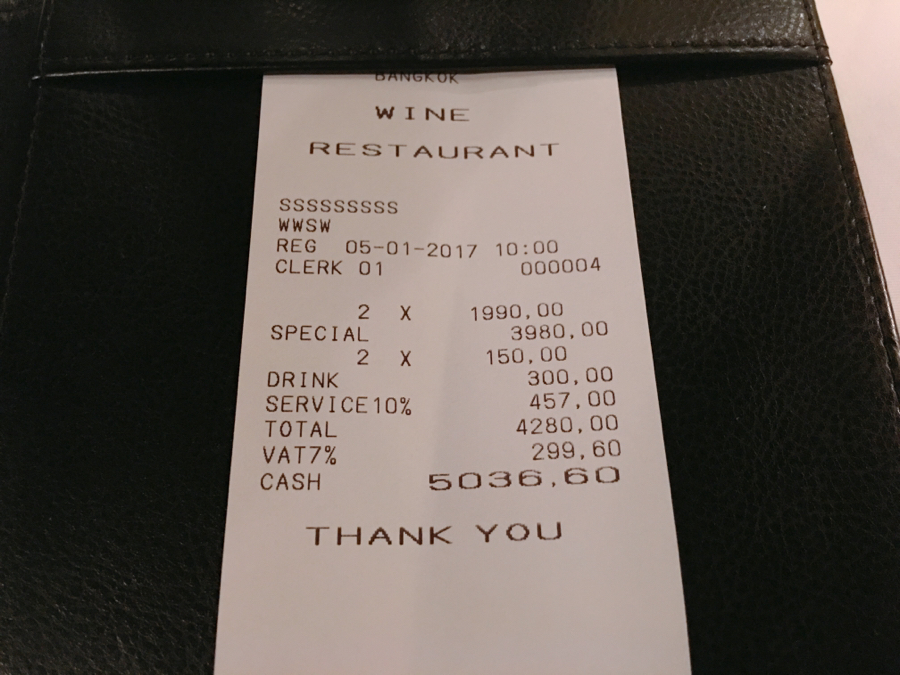 BANGKOK
WINE
RESTAURANT
SSSSSSSSS
WWSW
REG 05-01-2017 10:00
CLERK 01 000004
2 X 1990,00
SPECIAL 3980,00
2 X 150,00
DRINK 300,00
SERVICE10% 457,00
TOTAL 4280,00
VAT7% 299,60
CASH 5036,60
THANK YOU